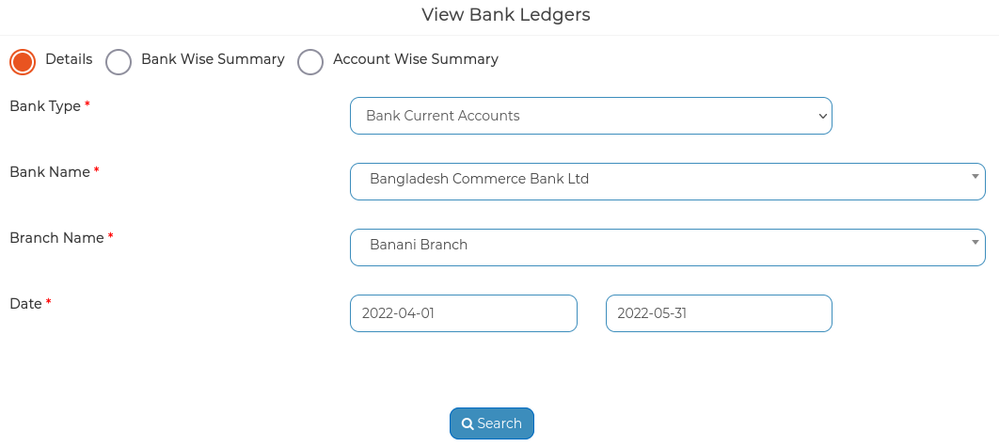 View Bank Ledgers
Details Bank Wise Summary Account Wise Summary
Bank Type * Bank Current Accounts
Bank Name * Bangladesh Commerce Bank Ltd
Branch Name * Banani Branch
Date * 2022-04-01 2022-05-31
Search